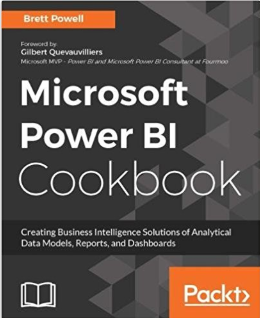 Brett Powell
Foreword by
Gilbert Quevauvilliers
Microsoft MVP - Power BI and Microsoft Power BI Consultant at Fourmoo
Microsoft
Power BI
Cookbook
Creating Business Intelligence Solutions of Analytical
Data Models, Reports, and Dashboards
Packt>